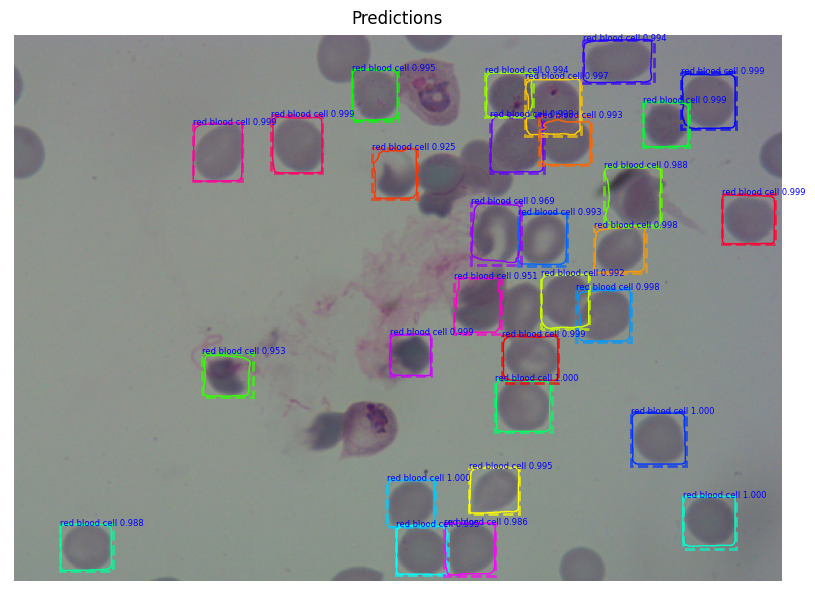 Predictions
red blood cell 0.994
red blood cell 0.995
red blood cell 0.994
red blood cell 0.999
red blood cell 0.997
red blood cell 0.999
red blood cell 0.999
red blood cell 0.999
red blood cell 0.993
red blood cell 0.925
red blood cell 0.988
red blood cell 0.999
red blood cell 0.969
red blood cell 0.993
red blood cell 0.998
red blood cell 0.951
red blood cell 0.992
red blood cell 0.998
red blood cell 0.999
red blood cell 0.999
red blood cell 0.953
red blood cell 1.000
red blood cell 1.000
red blood cell 0.995
red blood cell 1.000
red blood cell 1.000
red blood cell 0.988
red blood cell
red blood cell 0.986